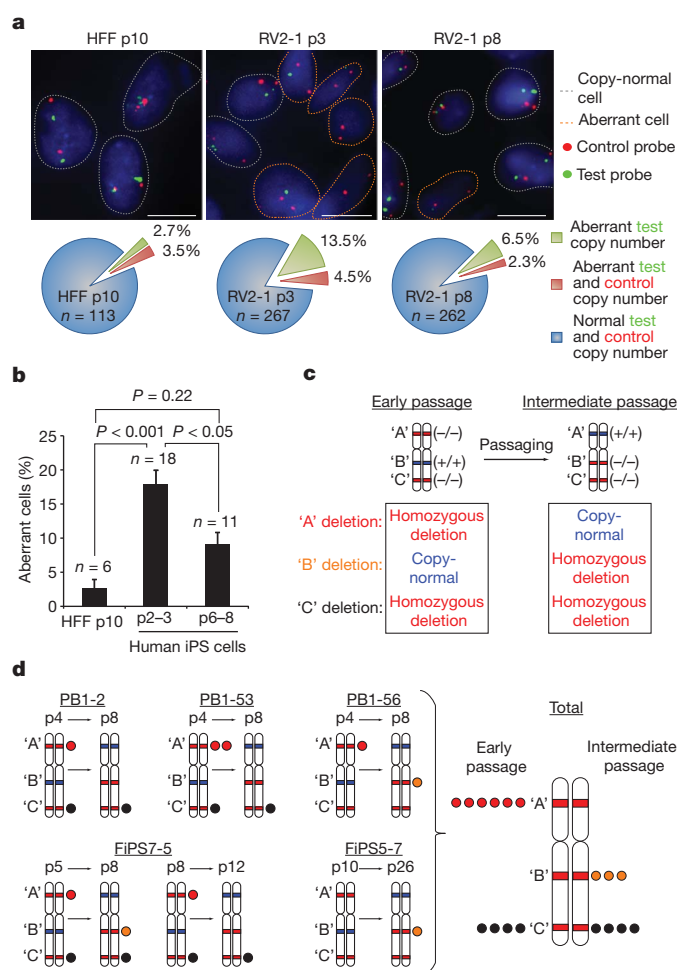 a
HFF p10
RV2-1 p3
RV2-1 p8
Copy-normal
cell
Aberrant cell
Control probe
Test probe
2.7%
3.5%
HFF p10
n = 113
13.5%
4.5%
RV2-1 p3
n = 267
6.5%
2.3%
RV2-1 p8
n = 262
Aberrant test
copy number
Aberrant test
and control
copy number
Normal test
and control
copy number
b
P = 0.22
P < 0.001
P < 0.05
Aberrant cells (%)
25
20
15
10
5
0
n = 6
n = 18
n = 11
HFF p10
p2–3
p6–8
Human iPS cells
c
Early passage
Intermediate passage
'A' (–/–)
'B' (+/+)
'C' (–/–)
Passaging
'A' (+/+)
'B' (–/–)
'C' (–/–)
'A' deletion:
Homozygous
deletion
Copy-
normal
'B' deletion:
Copy-
normal
Homozygous
deletion
'C' deletion:
Homozygous
deletion
Homozygous
deletion
d
PB1-2
p4 p8
'A'
'B'
'C'
PB1-53
p4 p8
'A'
'B'
'C'
PB1-56
p4 p8
'A'
'B'
'C'
FiPS7-5
p5 p8
'A'
'B'
'C'
p8 p12
'A'
'B'
'C'
FiPS5-7
p10 p26
'A'
'B'
'C'
Total
Early
passage
Intermediate
passage
'A'
'B'
'C'